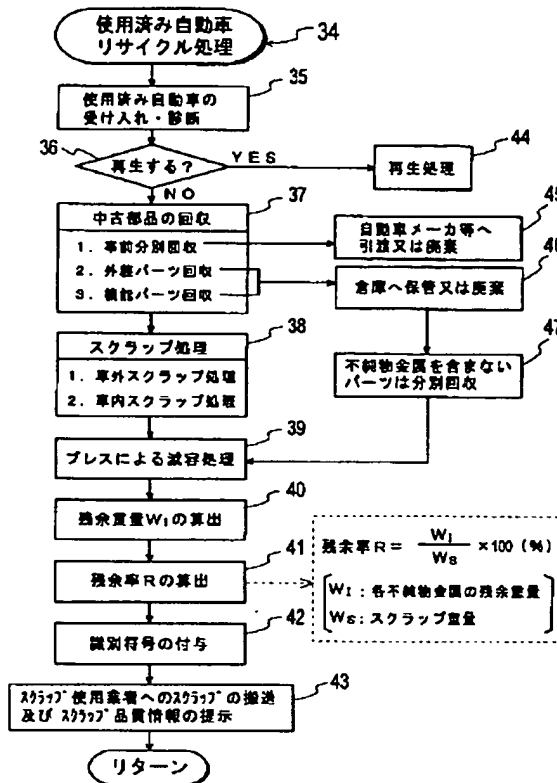 使用済み自動車
リサイクル処理
34
35
使用済み自動車の
受け入れ・診断
36
再生する?
YES
44
再生処理
NO
37
中古部品の回収
1. 事前分別回収
2. 外装パーツ回収
3. 機能パーツ回収
45
自動車メーカ等へ
引渡又は廃棄
46
倉庫へ保管又は廃棄
38
スクラップ処理
1. 車外スクラップ処理
2. 車内スクラップ処理
47
不純物金属を含まない
パーツは分別回収
39
プレスによる減容処理
40
残余重量WIの算出
41
残余率Rの算出
残余率R= WI/WS ×100 (%)
WI:各不純物金属の残余重量
WS:スクラップ重量
42
識別符号の付与
43
スクラップ使用業者へのスクラップの搬送
及びスクラップ品質情報の提示
リターン